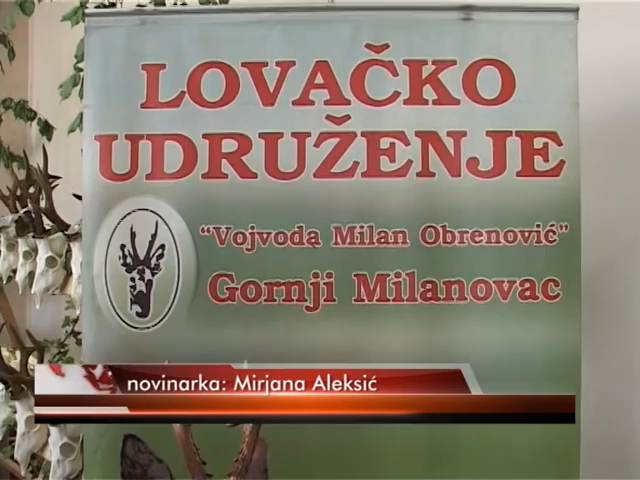 LOVAČKO
UDRUŽENJE
"Vojvoda Milan Obrenović"
Gornji Milanovac
novinarka: Mirjana Aleksić